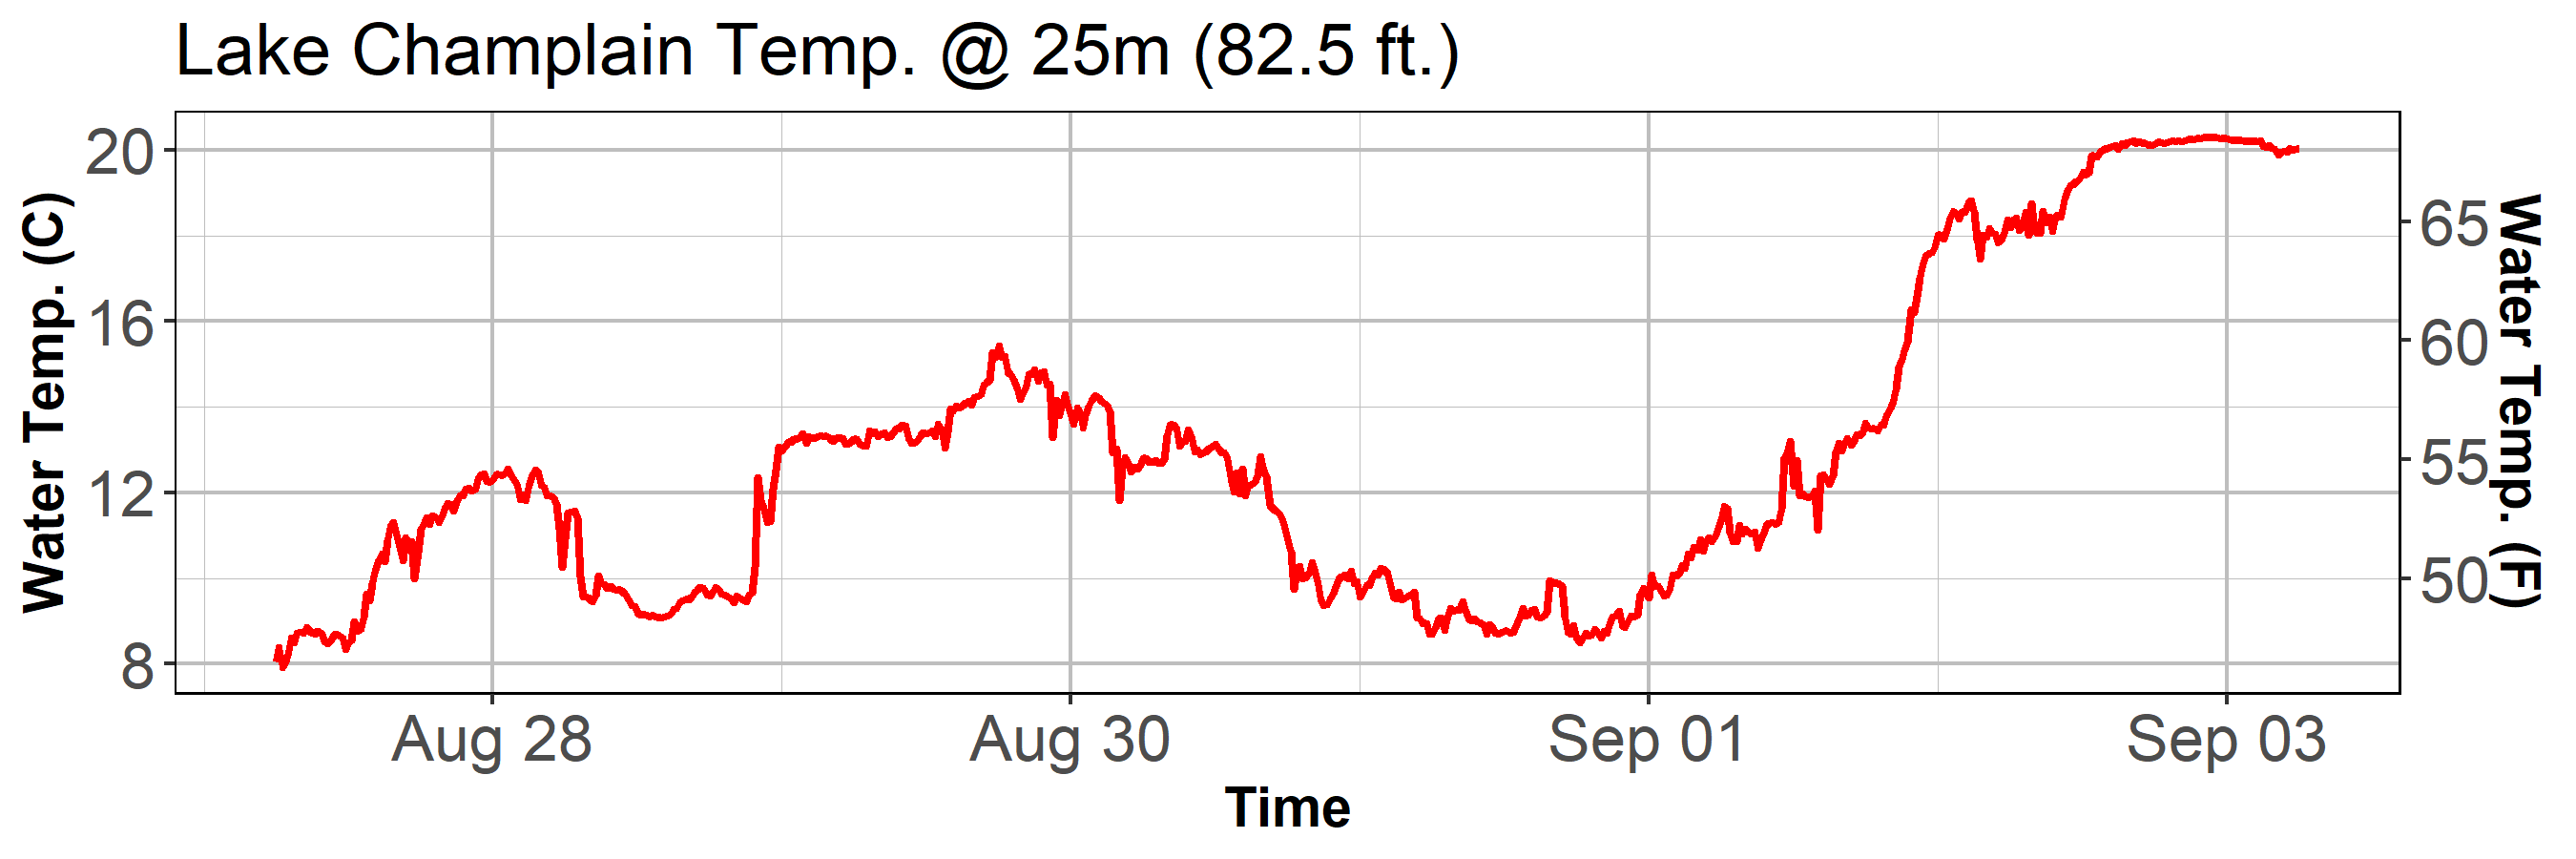 Lake Champlain Temp. @ 25m (82.5 ft.)
Water Temp. (C)
20
16
12
8
65
60
55
50
Water Temp. (F)
Aug 28 Aug 30 Sep 01 Sep 03
Time